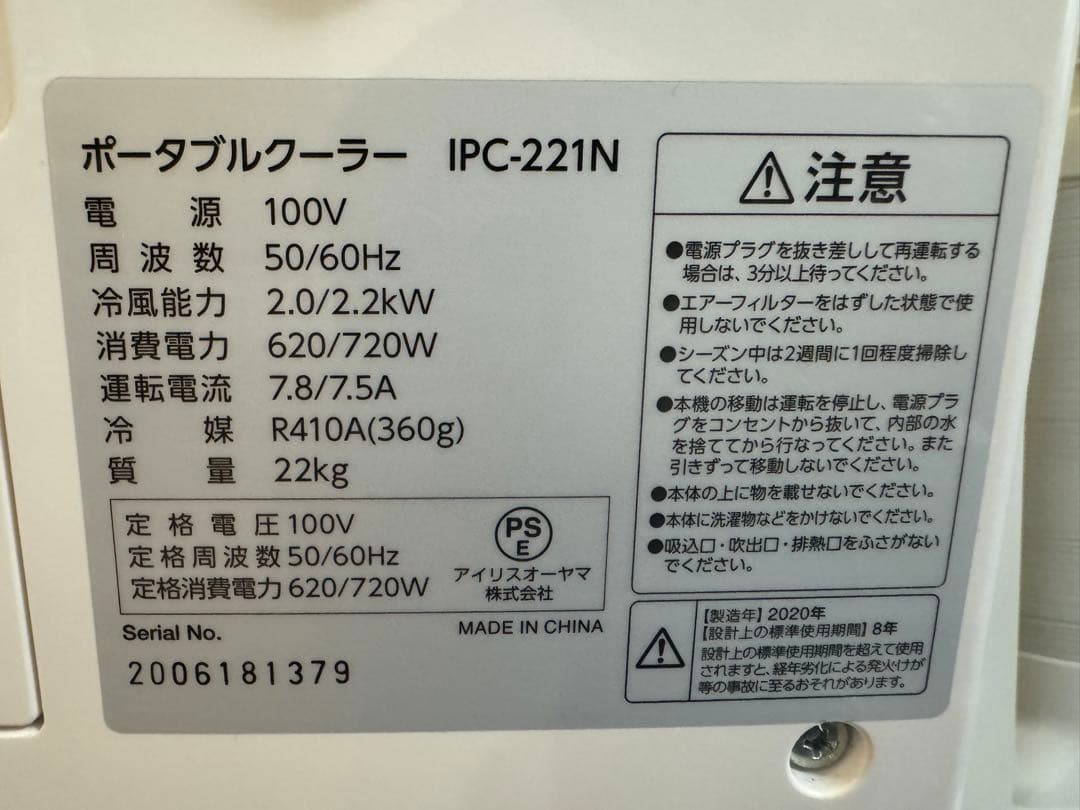 ポータブルクーラー IPC-221N
電源 100V
周波数 50/60Hz
冷風能力 2.0/2.2kW
消費電力 620/720W
運転電流 7.8/7.5A
冷媒 R410A(360g)
質量 22kg
定格電圧 100V
定格周波数 50/60Hz
定格消費電力 620/720W
PS
E
アイリスオーヤマ
株式会社
Serial No.
MADE IN CHINA
2006181379
注意
●電源プラグを抜き差しして再運転する
場合は、3分以上待ってください。
●エアーフィルターをはずした状態で使
用しないでください。
●シーズン中は2週間に1回程度掃除し
てください。
●本機の移動は運転を停止し、電源プラ
グをコンセントから抜いて、内部の水
を捨ててから行なってください。また
引きずって移動しないでください。
●本体の上に物を載せないでください。
●本体に洗濯物などをかけないでください。
●吸込口・吹出口・排熱口をふさがない
でください。
【製造年】2020年
【設計上の標準使用期間】8年
設計上の標準使用期間を超えて使用
されますと、経年劣化による発火けが
等の事故に至るおそれがあります。